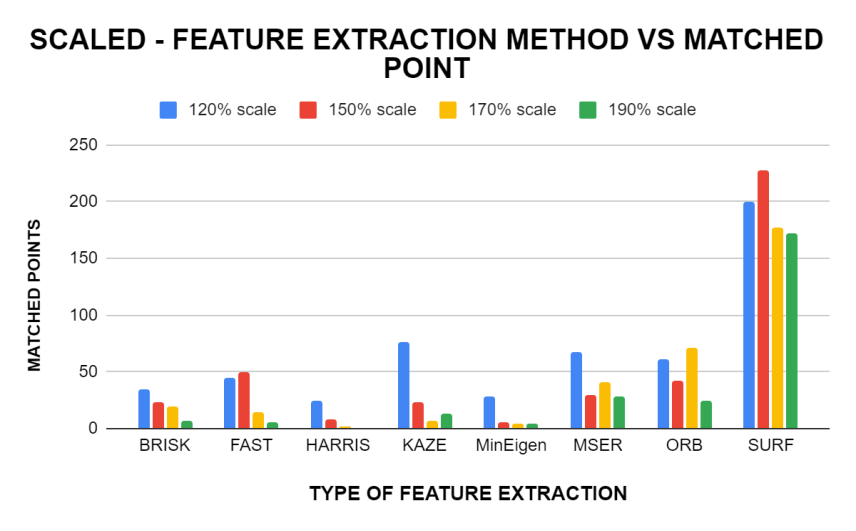 SCALED - FEATURE EXTRACTION METHOD VS MATCHED
POINT
120% scale 150% scale 170% scale 190% scale
250
200
150
100
50
0
MATCHED POINTS
BRISK FAST HARRIS KAZE MinEigen MSER ORB SURF
TYPE OF FEATURE EXTRACTION